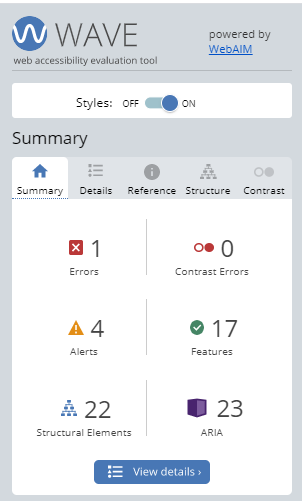 WAVE
web accessibility evaluation tool
powered by
WebAIM
Styles: OFF ON
Summary
Summary Details Reference Structure Contrast
1
Errors
0
Contrast Errors
4
Alerts
17
Features
22
Structural Elements
23
ARIA
View details ›